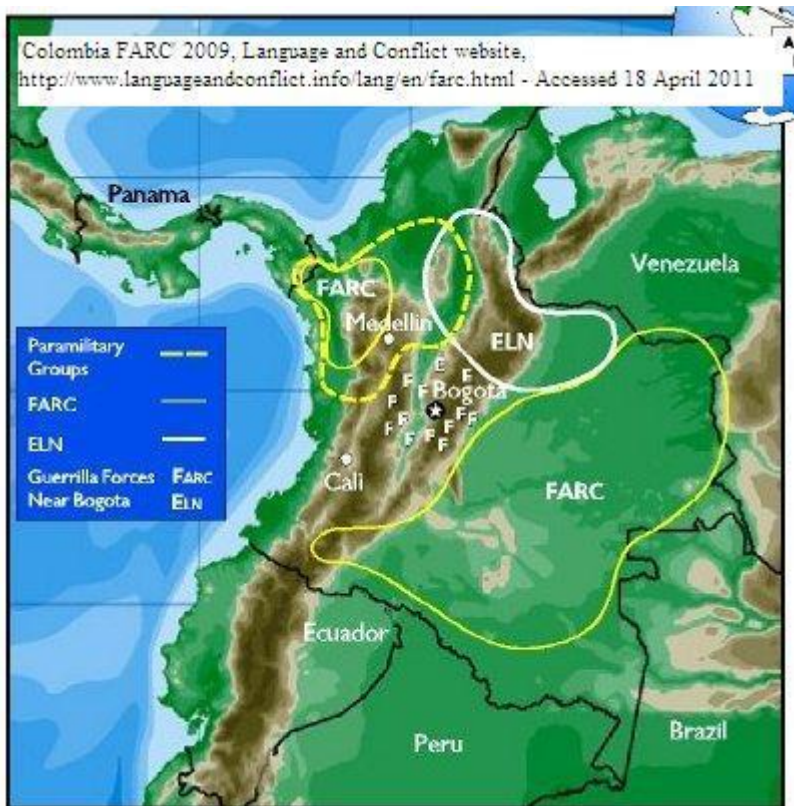 'Colombia FARC' 2009, Language and Conflict website,
http://www.languageandconflict.info/lang/en/farc.html - Accessed 18 April 2011
A
Panama
Venezuela
FARC
Medellin
ELN
Paramilitary
Groups
FARC
ELN
Guerrilla Forces FARC
Near Bogota ELN
E
F
F
F
Bogota
F
F
F
F
F
F
F
F
F
F
Cali
FARC
Ecuador
Peru
Brazil